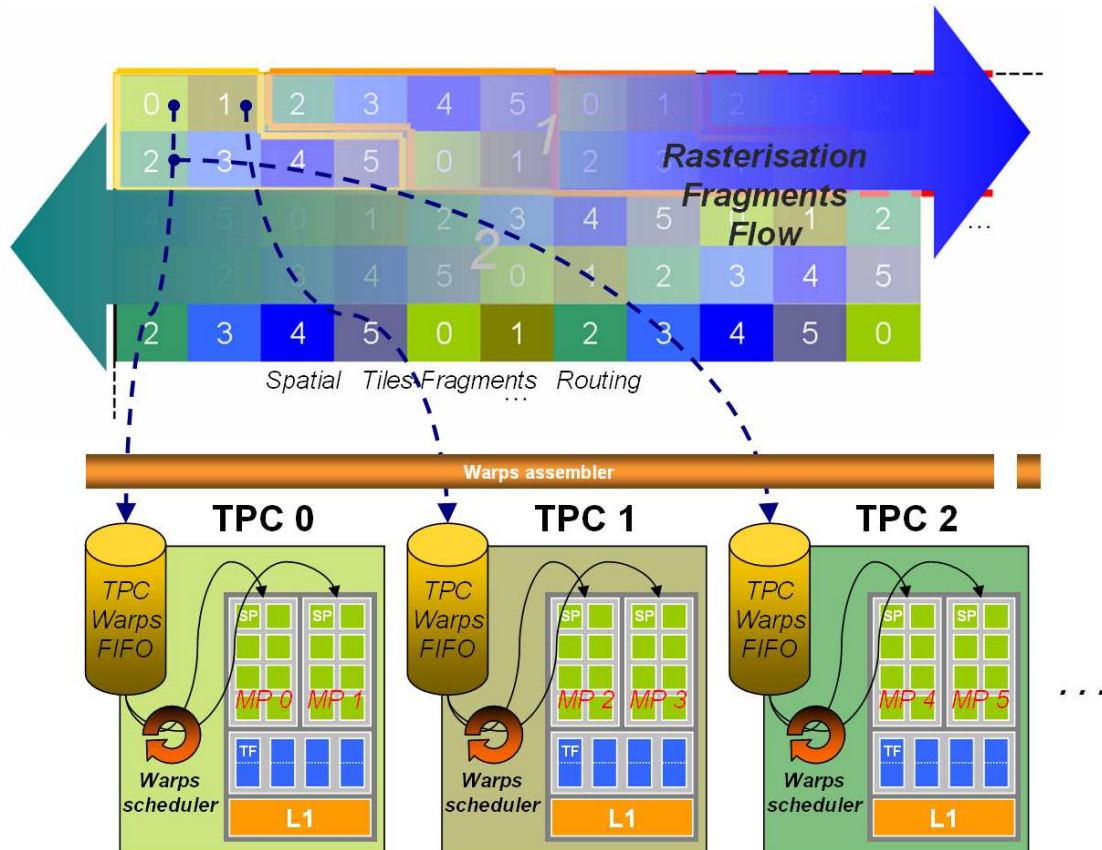 0 1 2 3 4 5 0 1 2 3 4
2 3 4 5 0 1 2 3
1
Rasterisation
Fragments
Flow
4 5 0 1 2 3 4 5 0 1 2
...
2
2 3 4 5 0 1 2 3 4 5
2 3 4 5 0 1 2 3 4 5 0
Spatial Tiles-Fragments Routing
...
Warps assembler
TPC 0 TPC 1 TPC 2
TPC
Warps
FIFO
SP SP
MP 0 MP 1
TF
Warps
scheduler
L1
TPC
Warps
FIFO
SP SP
MP 2 MP 3
TF
Warps
scheduler
L1
TPC
Warps
FIFO
SP SP
MP 4 MP 5
TF
Warps
scheduler
L1
...